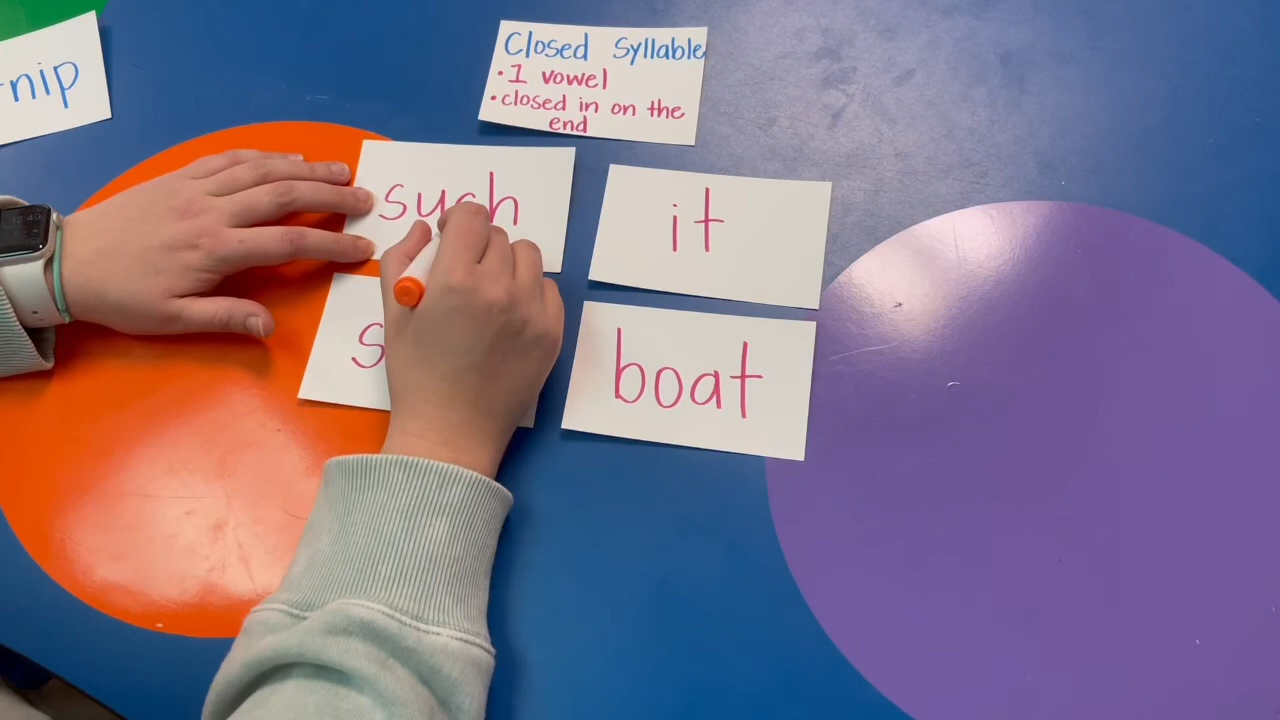 Closed Syllable
• 1 vowel
• closed in on the
end
-nip
such
it
boat